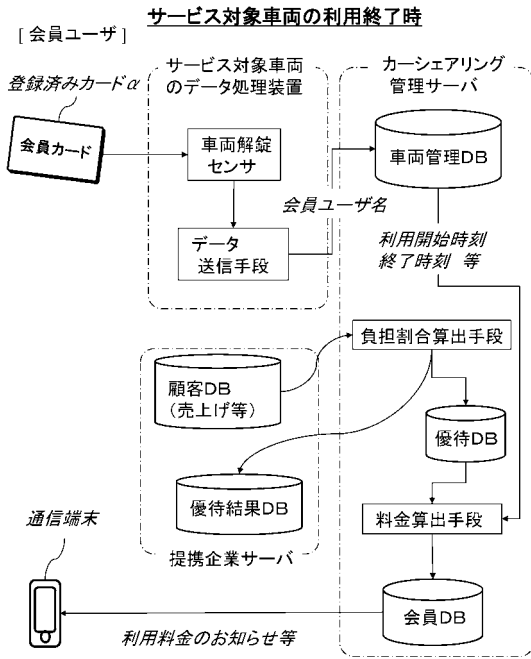 サービス対象車両の利用終了時
[会員ユーザ]
登録済みカードα
会員カード
サービス対象車両
のデータ処理装置
車両解錠
センサ
データ
送信手段
会員ユーザ名
カーシェアリング
管理サーバ
車両管理DB
利用開始時刻
終了時刻 等
負担割合算出手段
顧客DB
(売上げ等)
優待DB
優待結果DB
提携企業サーバ
料金算出手段
会員DB
通信端末
利用料金のお知らせ等